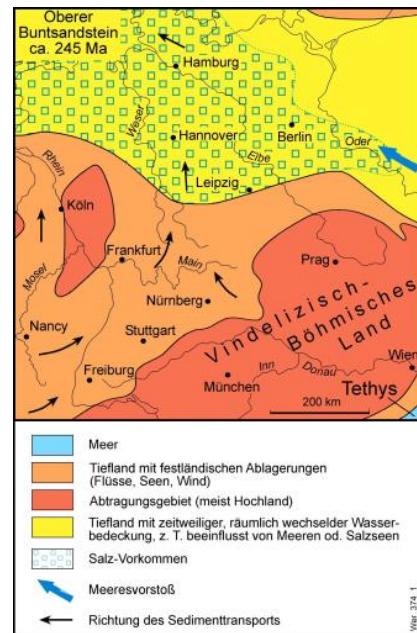 Oberer
Buntsandstein
ca. 245 Ma
Hamburg
Weser
Hannover
Berlin
Oder
Elbe
Leipzig
Rhein
Köln
Frankfurt
Main
Prag
Mosel
Nürnberg
Vindelizisch-
Böhmisches
Land
Nancy
Stuttgart
Freiburg
München
Inn
Donau
Wien
Tethys
200 km
Meer
Tiefland mit festländischen Ablagerungen
(Flüsse, Seen, Wind)
Abtragungsgebiet (meist Hochland)
Tiefland mit zeitweiliger, räumlich wechselder Wasser-
bedeckung, z. T. beeinflusst von Meeren od. Salzseen
Salz-Vorkommen
Meeresvorstoß
Richtung des Sedimenttransports